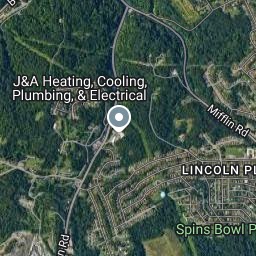 B
J&A Heating, Cooling,
Plumbing, & Electrical
Mifflin Rd
LINCOLN PL
Spins Bowl P
n Rd